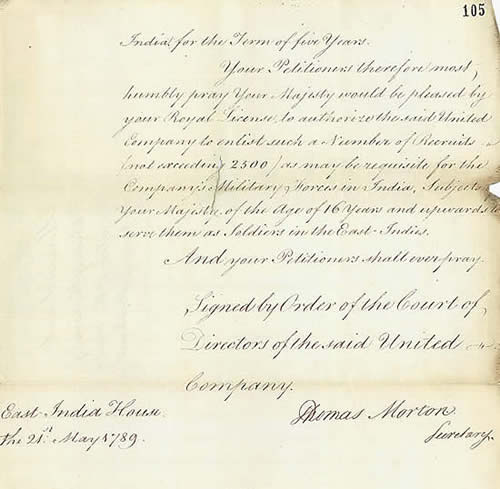 105
India, for the Term of five Years.
Your Petitioners therefore most
humbly pray Your Majesty would be pleased by
your Royal License, to authorize the said United
Company to enlist such a Number of Recruits
(not exceeding 2500) as may be requisite for the
Company's Military Forces in India, Subjects
Your Majesty, of the Age of 16 Years and upwards to
serve them as Soldiers in the East-Indies.
And your Petitioners shall ever pray.
Signed by Order of the Court of
Directors of the said United
Company.
East-India House
The 21st May 1789.
Thomas Morton
Secretary.